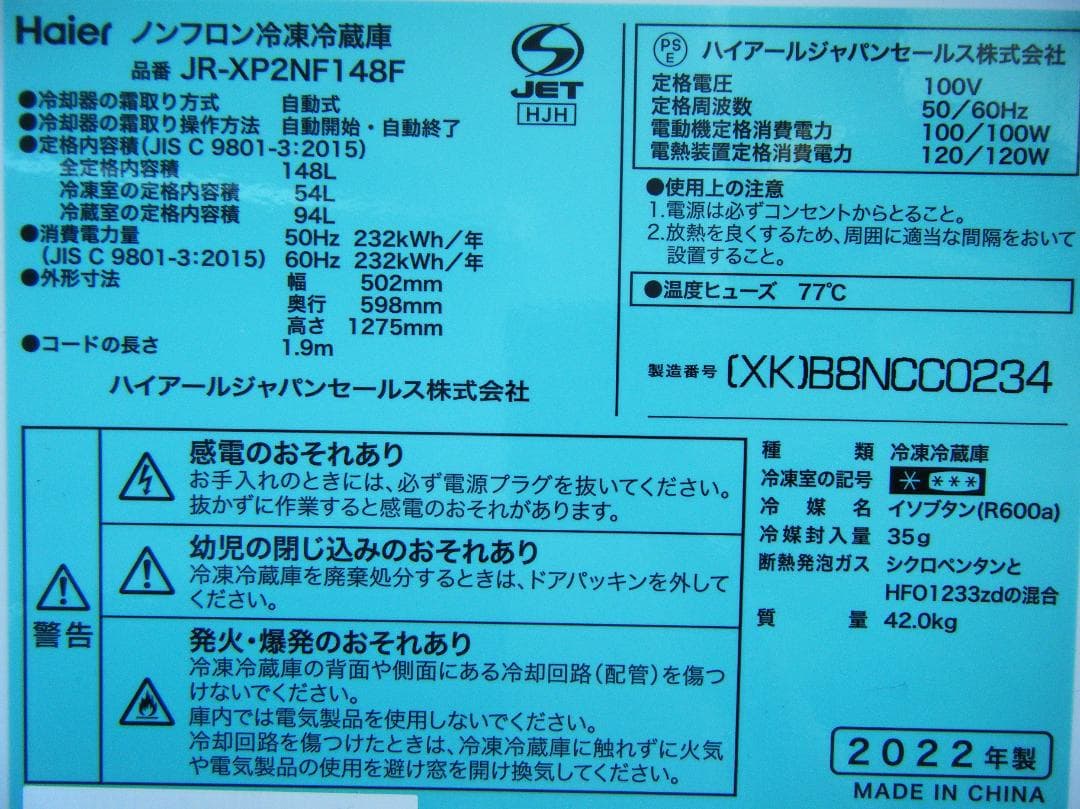 Haier ノンフロン冷凍冷蔵庫
品番 JR-XP2NF148F
●冷却器の霜取り方式 自動式
●冷却器の霜取り操作方法 自動開始・自動終了
●定格内容積(JIS C 9801-3:2015)
全定格内容積 148L
冷凍室の定格内容積 54L
冷蔵室の定格内容積 94L
●消費電力量 50Hz 232kWh/年
(JIS C 9801-3:2015) 60Hz 232kWh/年
●外形寸法 幅 502mm
奥行 598mm
高さ 1275mm
●コードの長さ 1.9m
ハイアールジャパンセールス株式会社
JET
HJH
PSE ハイアールジャパンセールス株式会社
定格電圧 100V
定格周波数 50/60Hz
電動機定格消費電力 100/100W
電熱装置定格消費電力 120/120W
●使用上の注意
1.電源は必ずコンセントからとること。
2.放熱を良くするため、周囲に適当な間隔をおいて
設置すること。
●温度ヒューズ 77℃
製造番号 (XK)B8NCC0234
警告
感電のおそれあり
お手入れのときには、必ず電源プラグを抜いてください。
抜かずに作業すると感電のおそれがあります。
幼児の閉じ込みのおそれあり
冷凍冷蔵庫を廃棄処分するときは、ドアパッキンを外して
ください。
発火・爆発のおそれあり
冷凍冷蔵庫の背面や側面にある冷却回路(配管)を傷つ
けないでください。
庫内では電気製品を使用しないでください。
冷却回路を傷つけたときは、冷凍冷蔵庫に触れずに火気
や電気製品の使用を避け窓を開け換気してください。
種類 冷凍冷蔵庫
冷凍室の記号 * ***
冷媒名 イソブタン(R600a)
冷媒封入量 35g
断熱発泡ガス シクロペンタンと
HFO1233zdの混合
質量 42.0kg
2022年製
MADE IN CHINA